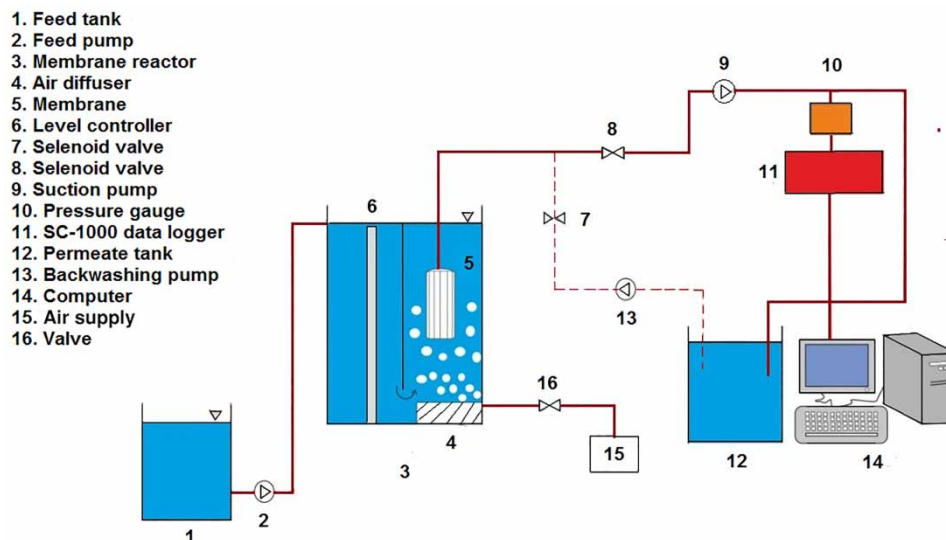 1. Feed tank
2. Feed pump
3. Membrane reactor
4. Air diffuser
5. Membrane
6. Level controller
7. Selenoid valve
8. Selenoid valve
9. Suction pump
10. Pressure gauge
11. SC-1000 data logger
12. Permeate tank
13. Backwashing pump
14. Computer
15. Air supply
16. Valve
9
10
8
11
6
7
5
13
16
4
15
12
14
3
2
1